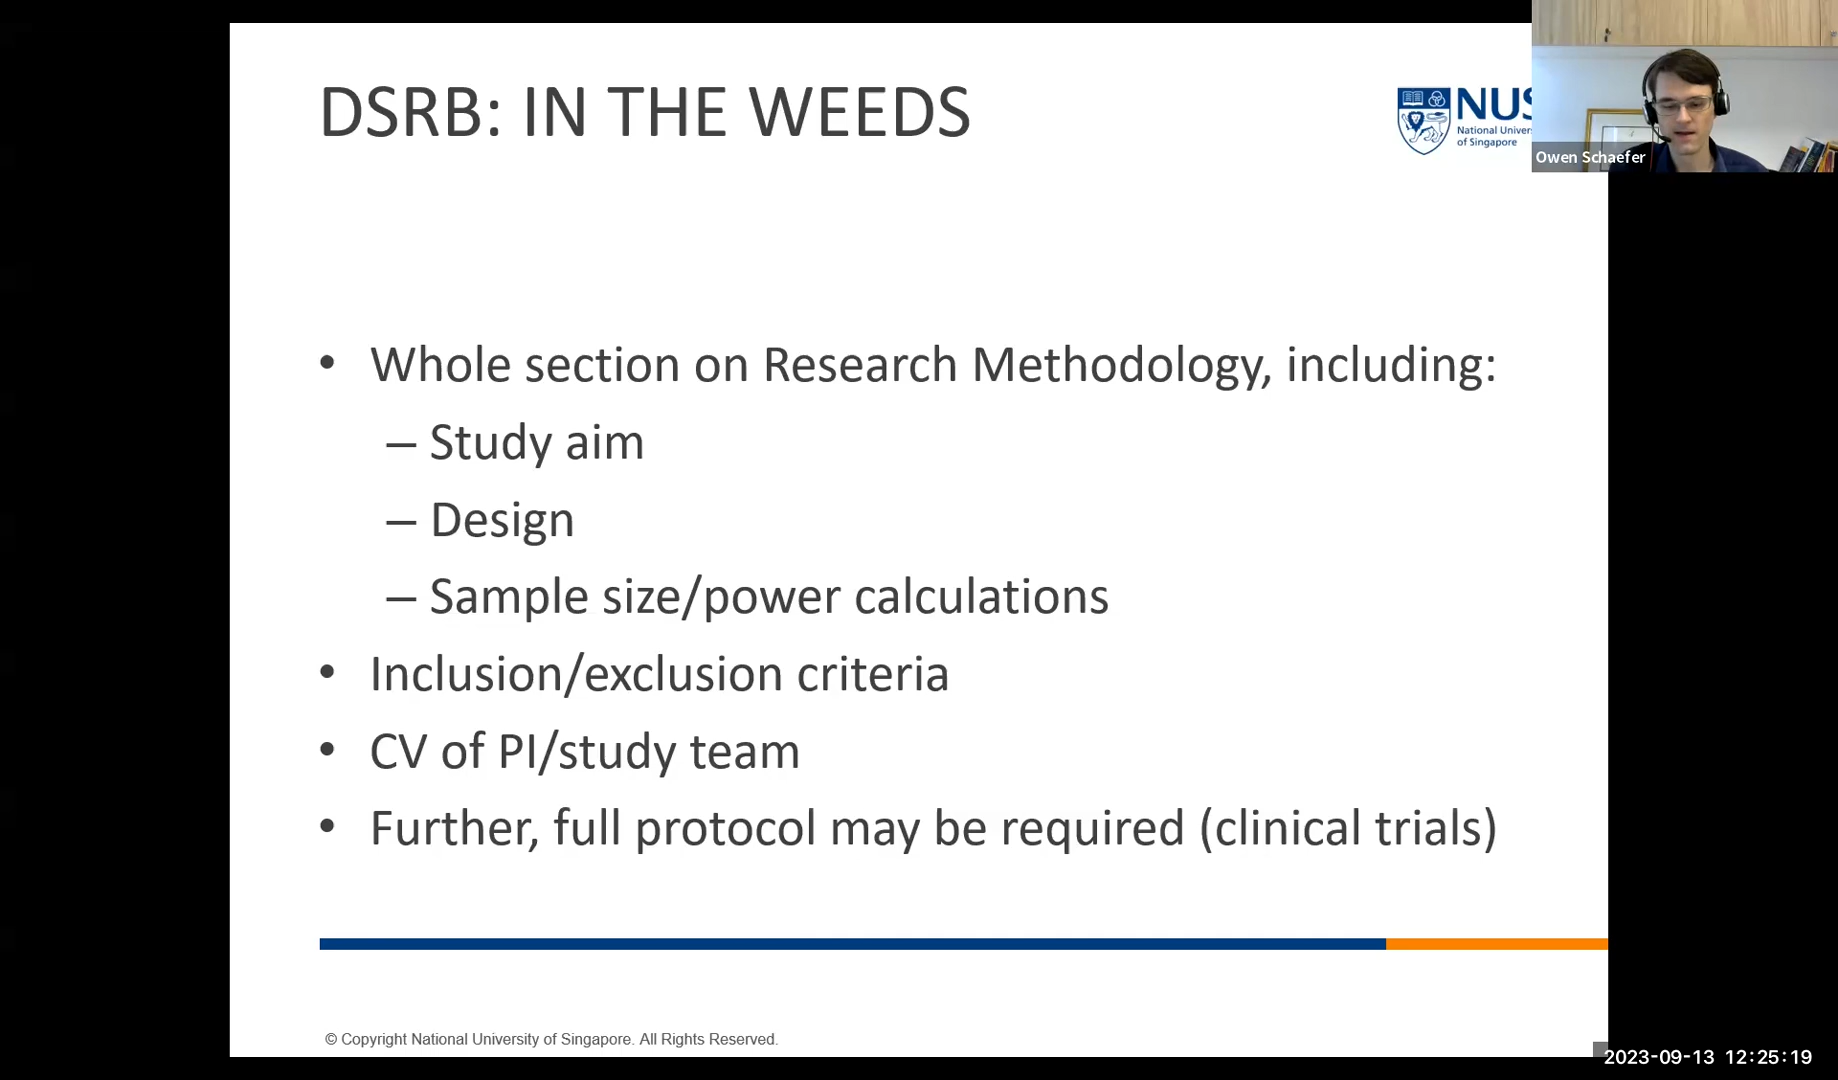 DSRB: IN THE WEEDS
NUS
National Univer
of Singapore
Owen Schaefer
• Whole section on Research Methodology, including:
– Study aim
– Design
– Sample size/power calculations
• Inclusion/exclusion criteria
• CV of PI/study team
• Further, full protocol may be required (clinical trials)
© Copyright National University of Singapore. All Rights Reserved.
2023-09-13 12:25:19